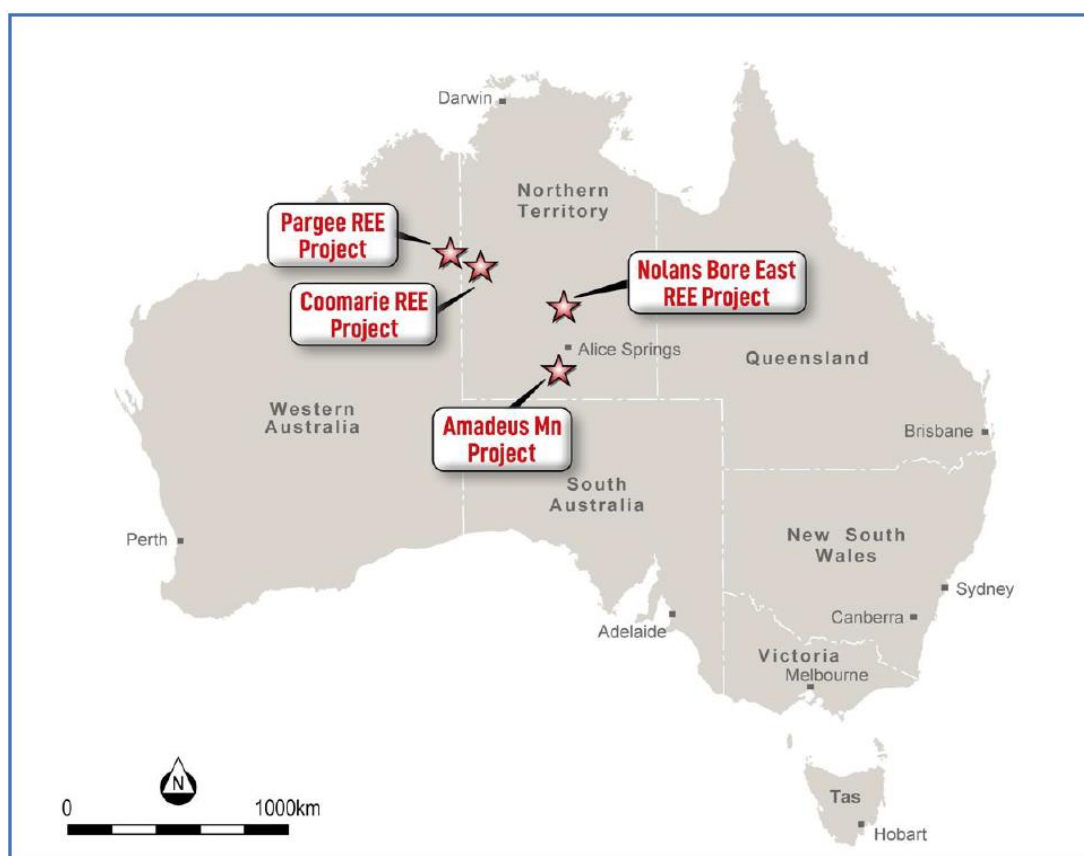 Darwin
Northern
Territory
Pargee REE
Project
Coomarie REE
Project
Nolans Bore East
REE Project
Alice Springs
Queensland
Western
Australia
Amadeus Mn
Project
Brisbane
South
Australia
Perth
New South
Wales
Sydney
Canberra
Adelaide
Victoria
Melbourne
N
0 1000km
Tas
Hobart